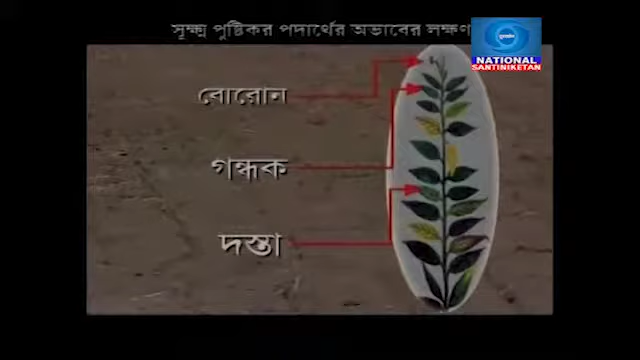 সূক্ষ্ম পুষ্টিকর পদার্থের অভাবের লক্ষণ
NATIONAL
SANTINIKETAN
বোরোন
গন্ধক
দস্তা